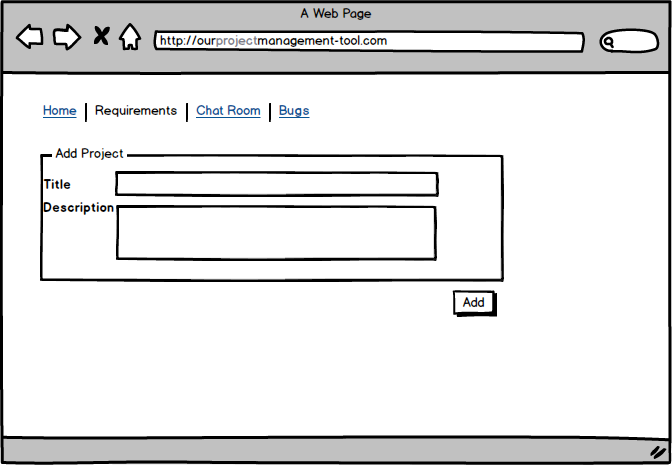 A Web Page
http://ourprojectmanagement-tool.com
Home Requirements Chat Room Bugs
Add Project
Title
Description
Add